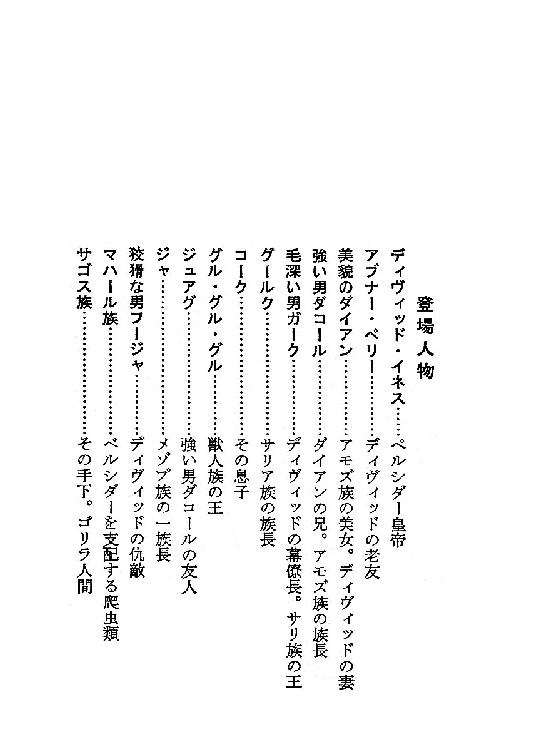 登場人物
ディヴィッド・イネス……ペルシダー皇帝
アブナー・ペリー…………ディヴィッドの老友
美貌のダイアン……………アモズ族の美女。ディヴィッドの妻
強い男ダコール……………ダイアンの兄。アモズ族の族長
毛深い男ガーク……………ディヴィッドの幕僚長。サリ族の王
グールク……………………サリア族の族長
コーク………………………その息子
グル・グル・グル…………獣人族の王
ジュアグ……………………強い男ダコールの友人
ジャ…………………………メゾプ族の一族長
狡猾な男フージャ…………ディヴィッドの仇敵
マハール族…………………ペルシダーを支配する爬虫類
サゴス族……………………その手下。ゴリラ人間